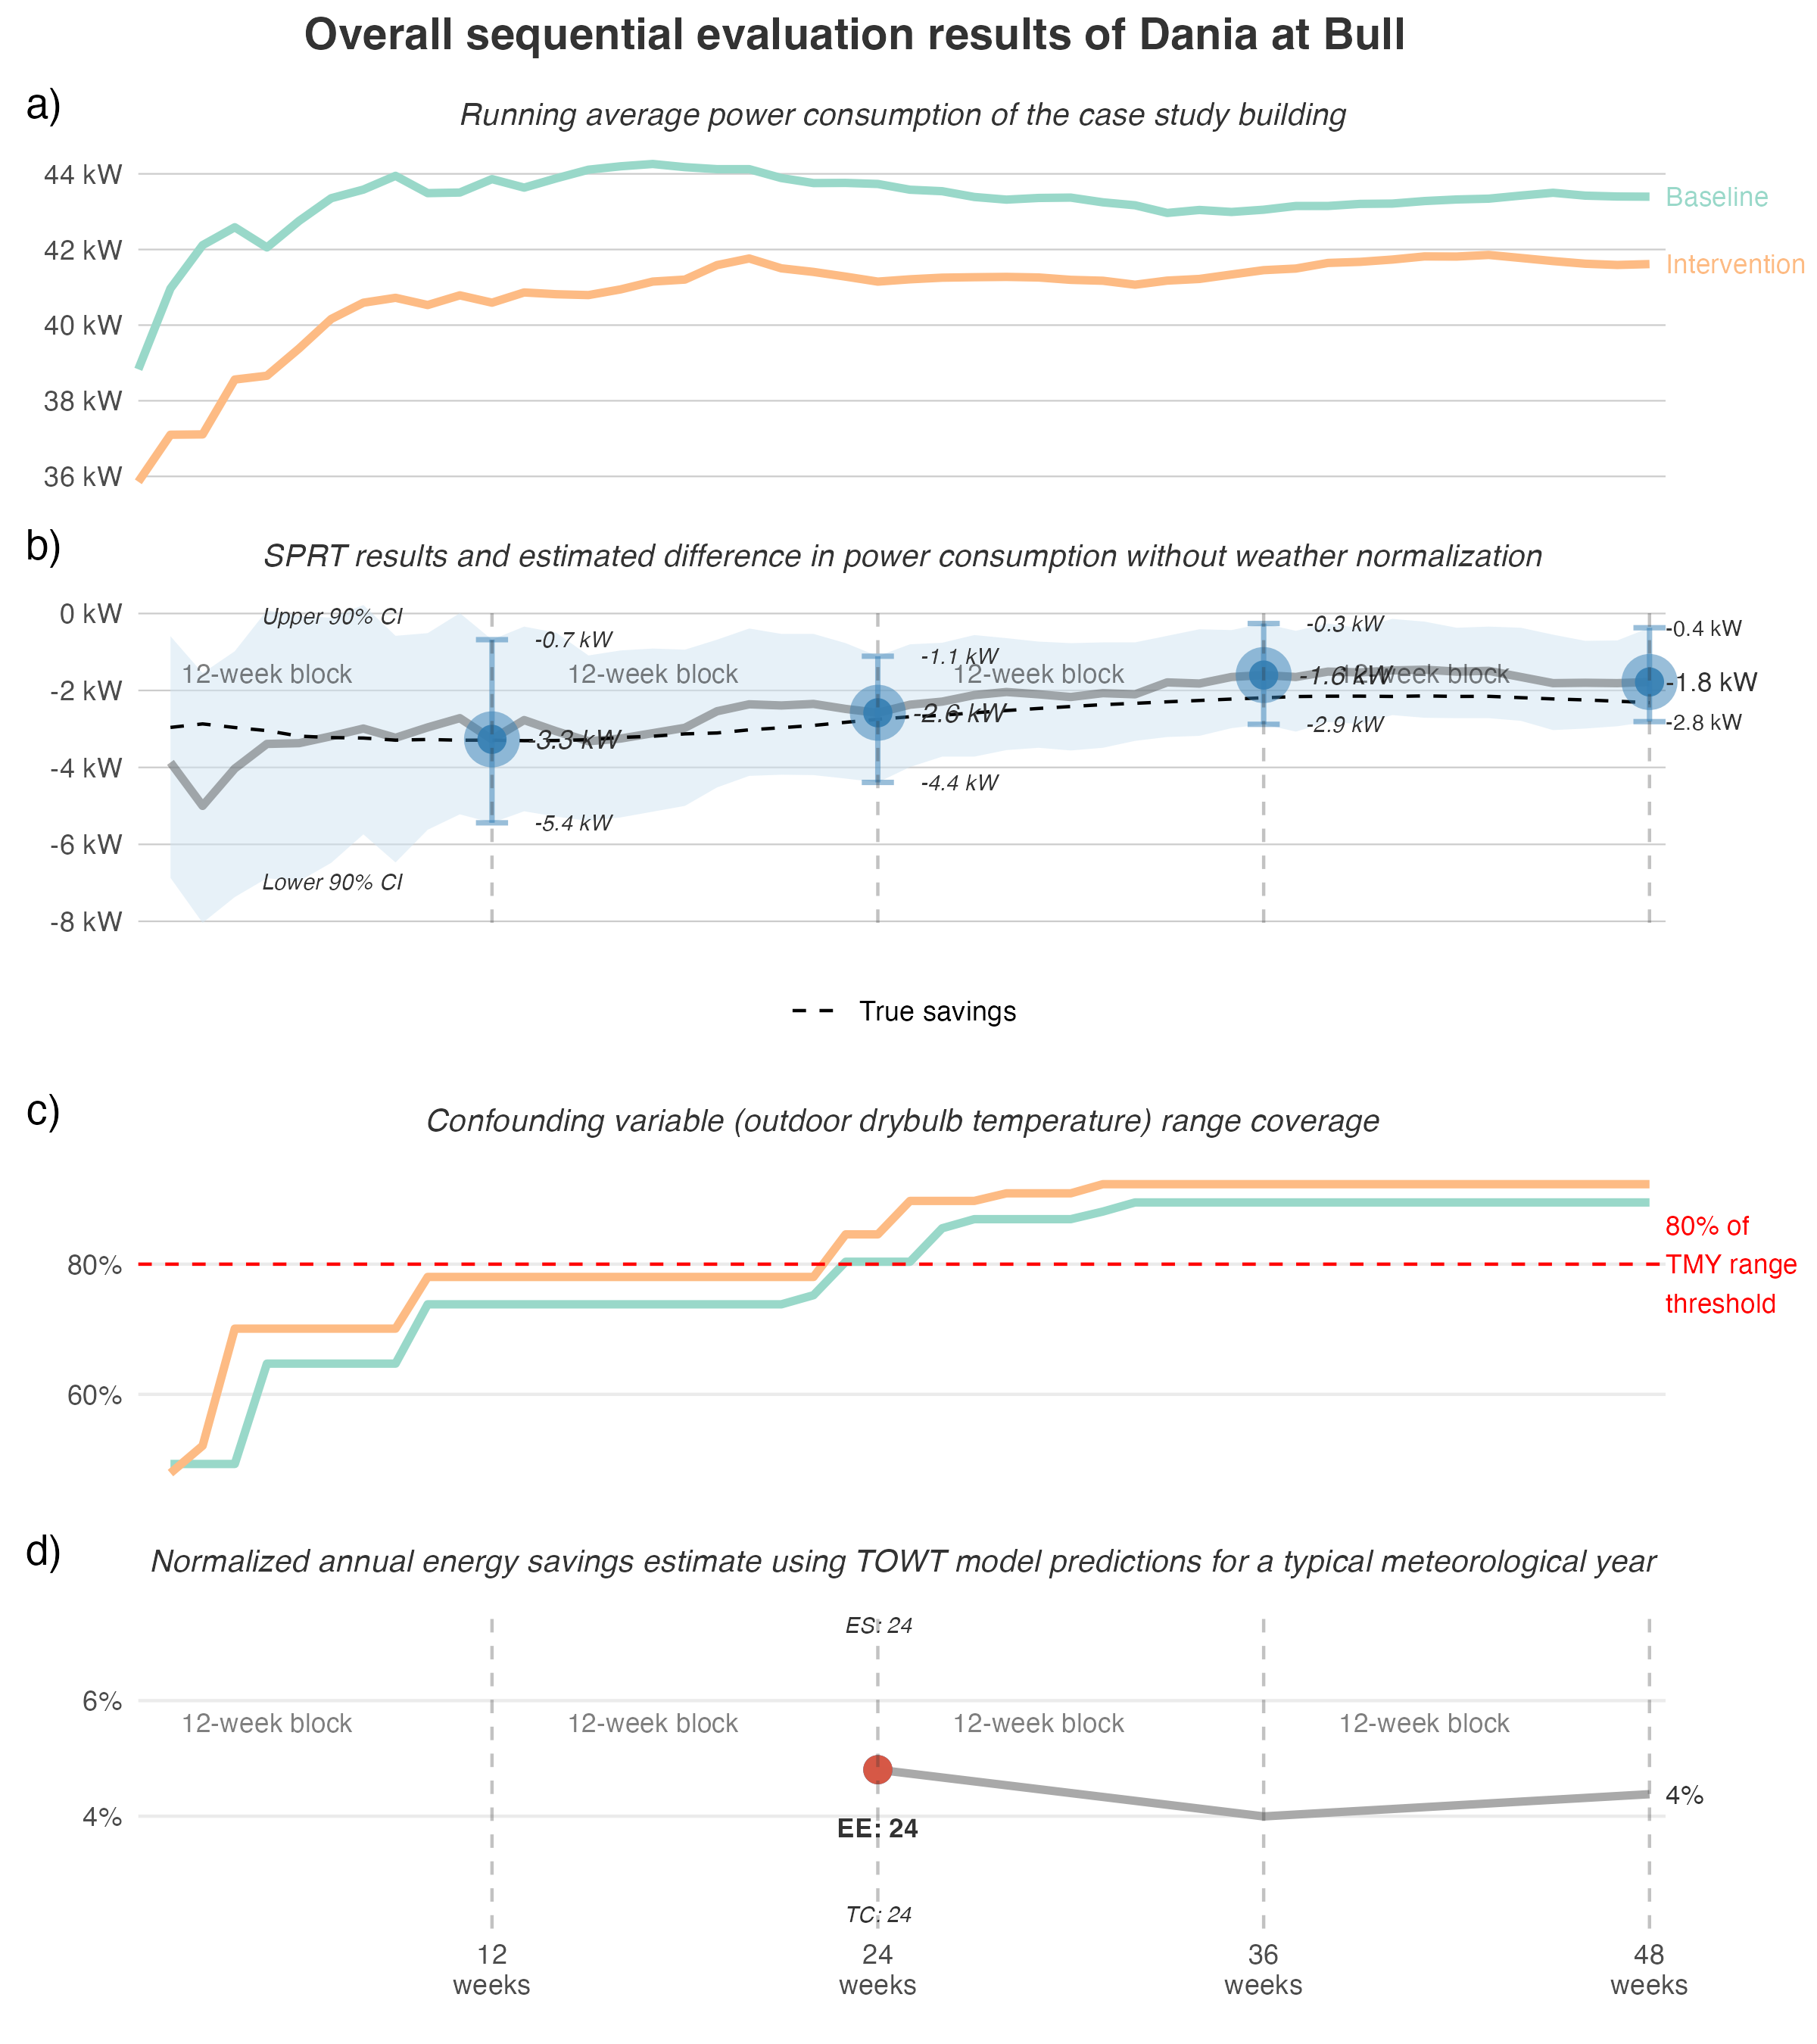 Overall sequential evaluation results of Dania at Bull
a)
Running average power consumption of the case study building
44 kW
42 kW
40 kW
38 kW
36 kW
Baseline
Intervention
b)
SPRT results and estimated difference in power consumption without weather normalization
0 kW
-2 kW
-4 kW
-6 kW
-8 kW
Upper 90% CI
Lower 90% CI
12-week block
12-week block
12-week block
12-week block
-0.7 kW
-3.3 kW
-5.4 kW
-1.1 kW
-2.6 kW
-4.4 kW
-0.3 kW
-1.6 kW
-2.9 kW
-0.4 kW
-1.8 kW
-2.8 kW
True savings
c)
Confounding variable (outdoor drybulb temperature) range coverage
80%
60%
80% of
TMY range
threshold
d)
Normalized annual energy savings estimate using TOWT model predictions for a typical meteorological year
6%
4%
12-week block
12-week block
12-week block
12-week block
ES: 24
EE: 24
TC: 24
4%
12
weeks
24
weeks
36
weeks
48
weeks